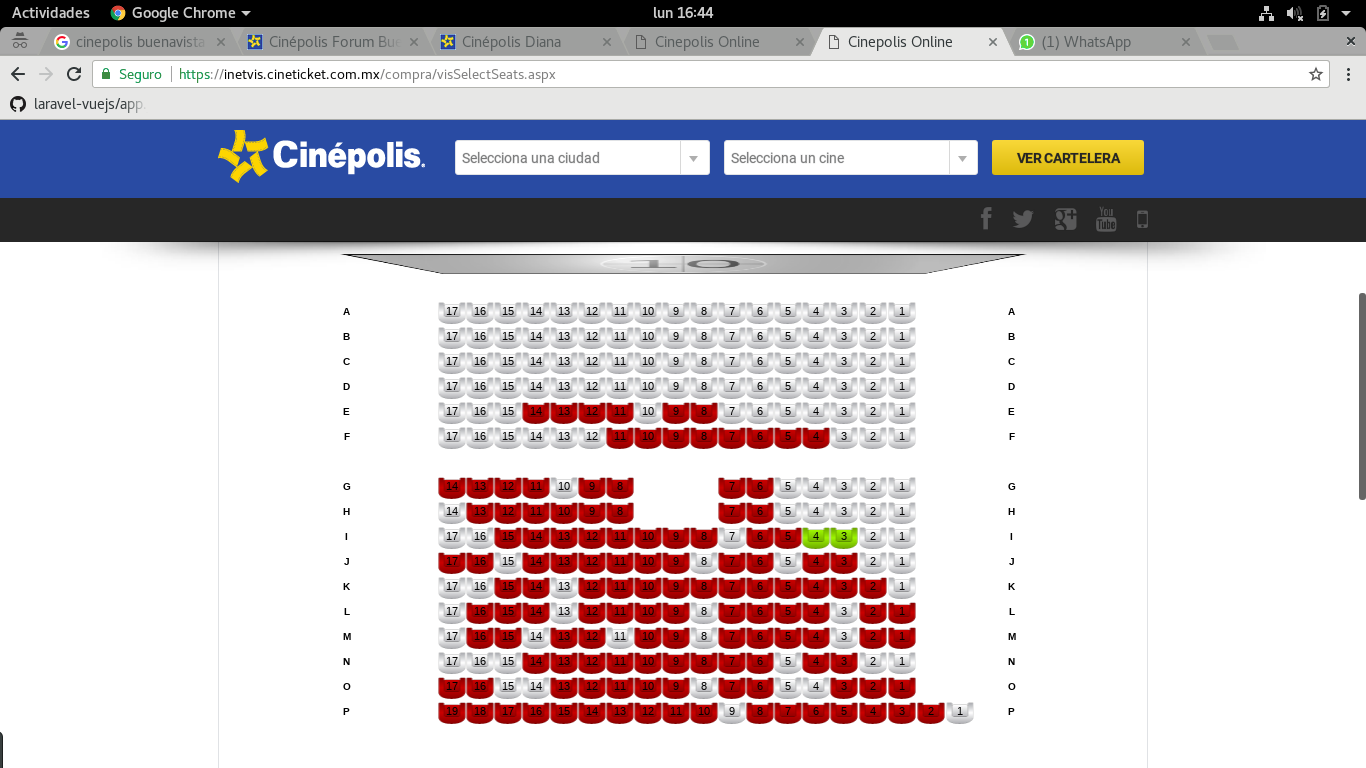 Actividades Google Chrome lun 16:44
cinepolis buenavista Cinépolis Forum Bue Cinépolis Diana Cinepolis Online Cinepolis Online (1) WhatsApp
Seguro https://inetvis.cineticket.com.mx/compra/visSelectSeats.aspx
laravel-vuejs/app.
Cinépolis. Selecciona una ciudad Selecciona un cine VER CARTELERA
You Tube
10
A 17 16 15 14 13 12 11 10 9 8 7 6 5 4 3 2 1 A
B 17 16 15 14 13 12 11 10 9 8 7 6 5 4 3 2 1 B
C 17 16 15 14 13 12 11 10 9 8 7 6 5 4 3 2 1 C
D 17 16 15 14 13 12 11 10 9 8 7 6 5 4 3 2 1 D
E 17 16 15 14 13 12 11 10 9 8 7 6 5 4 3 2 1 E
F 17 16 15 14 13 12 11 10 9 8 7 6 5 4 3 2 1 F
G 14 13 12 11 10 9 8 7 6 5 4 3 2 1 G
H 14 13 12 11 10 9 8 7 6 5 4 3 2 1 H
I 17 16 15 14 13 12 11 10 9 8 7 6 5 4 3 2 1 I
J 17 16 15 14 13 12 11 10 9 8 7 6 5 4 3 2 1 J
K 17 16 15 14 13 12 11 10 9 8 7 6 5 4 3 2 1 K
L 17 16 15 14 13 12 11 10 9 8 7 6 5 4 3 2 1 L
M 17 16 15 14 13 12 11 10 9 8 7 6 5 4 3 2 1 M
N 17 16 15 14 13 12 11 10 9 8 7 6 5 4 3 2 1 N
O 17 16 15 14 13 12 11 10 9 8 7 6 5 4 3 2 1 O
P 19 18 17 16 15 14 13 12 11 10 9 8 7 6 5 4 3 2 1 P